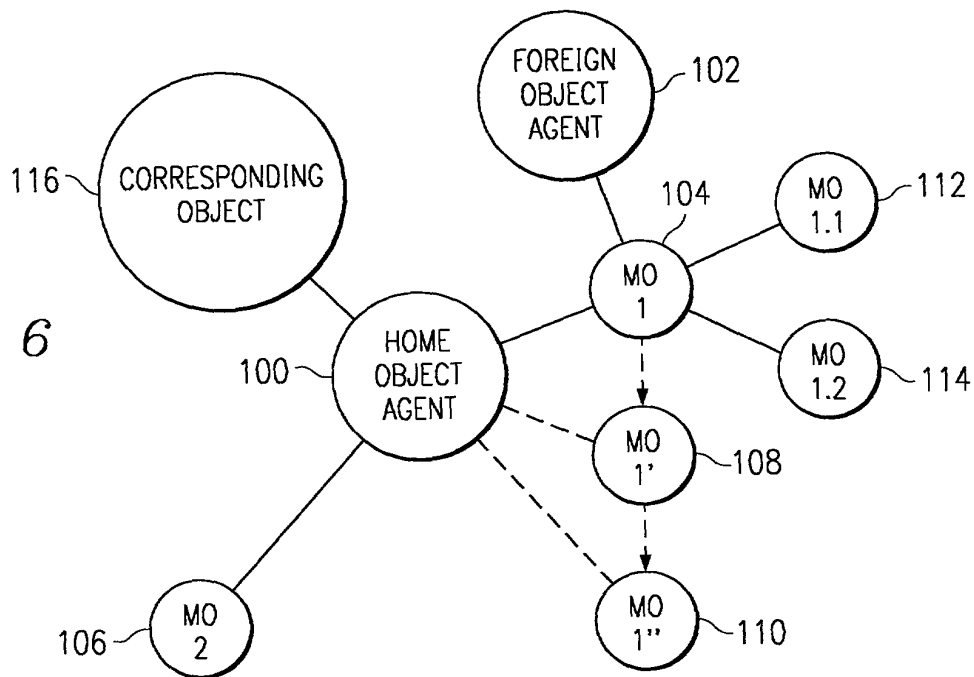 FOREIGN
OBJECT
AGENT
102
116
CORRESPONDING
OBJECT
104
MO
1.1
112
MO
1
6
HOME
OBJECT
AGENT
100
MO
1.2
114
MO
1'
108
MO
2
106
MO
1"
110